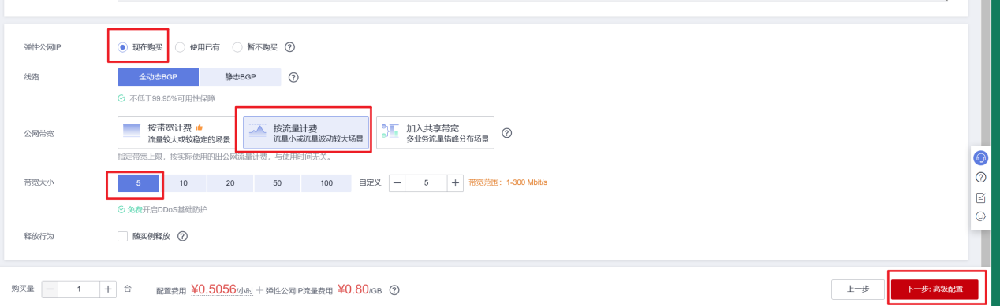 弹性公网IP 现在购买 使用已有 暂不购买 ?
线路 全动态BGP 静态BGP ?
不低于99.95%可用性保障
公网带宽 按带宽计费 按流量计费 加入共享带宽 ?
流量较大或较稳定的场景 流量小或流量波动较大场景 多业务流量错峰分布场景
指定带宽上限，按实际使用的出公网流量计费，与使用时间无关。
带宽大小 5 10 20 50 100 自定义 — 5 + 带宽范围：1-300 Mbit/s
免费开启DDoS基础防护
释放行为 随实例释放 ?
购买量 — 1 + 台 配置费用 ¥0.5056/小时 + 弹性公网IP流量费用 ¥0.80/GB ? 上一步 下一步: 高级配置